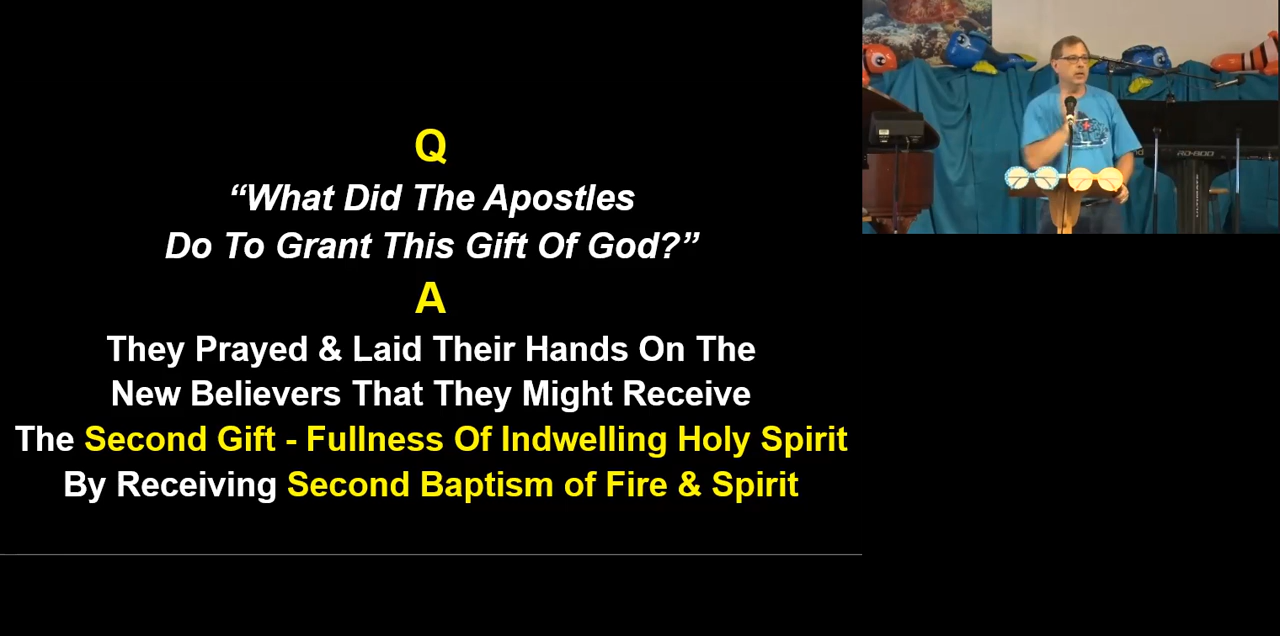 Q
“What Did The Apostles
Do To Grant This Gift Of God?”
A
They Prayed & Laid Their Hands On The
New Believers That They Might Receive
The Second Gift - Fullness Of Indwelling Holy Spirit
By Receiving Second Baptism of Fire & Spirit
RD-800